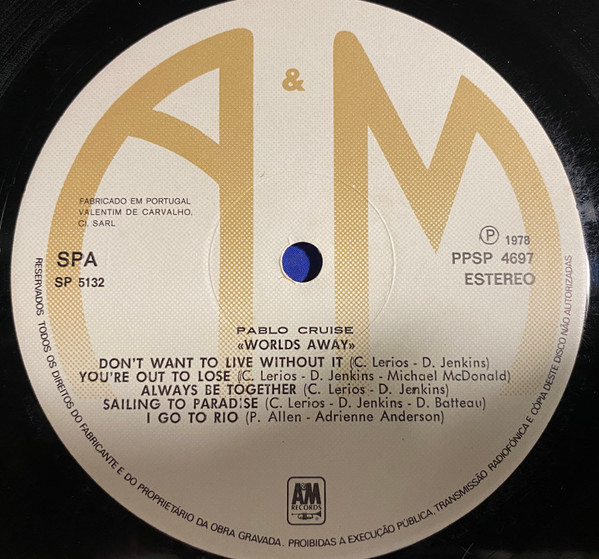 A & M
FABRICADO EM PORTUGAL
VALENTIM DE CARVALHO,
CI. SARL
SPA
SP 5132
Ⓟ 1978
PPSP 4697
ESTEREO
PABLO CRUISE
«WORLDS AWAY»
DON'T WANT TO LIVE WITHOUT IT (C. Lerios - D. Jenkins)
YOU'RE OUT TO LOSE (C. Lerios - D. Jenkins - Michael McDonald)
ALWAYS BE TOGETHER (C. Lerios - D. Jenkins)
SAILING TO PARADISE (C. Lerios - D. Jenkins - D. Batteau)
I GO TO RIO (P. Allen - Adrienne Anderson)
AM
RECORDS
RESERVADOS TODOS OS DIREITOS DO FABRICANTE E DO PROPRIETÁRIO DA OBRA GRAVADA. PROIBIDAS A EXECUÇÃO PÚBLICA, TRANSMISSÃO RADIOFÓNICA E CÓPIA DESTE DISCO NÃO AUTORIZADAS